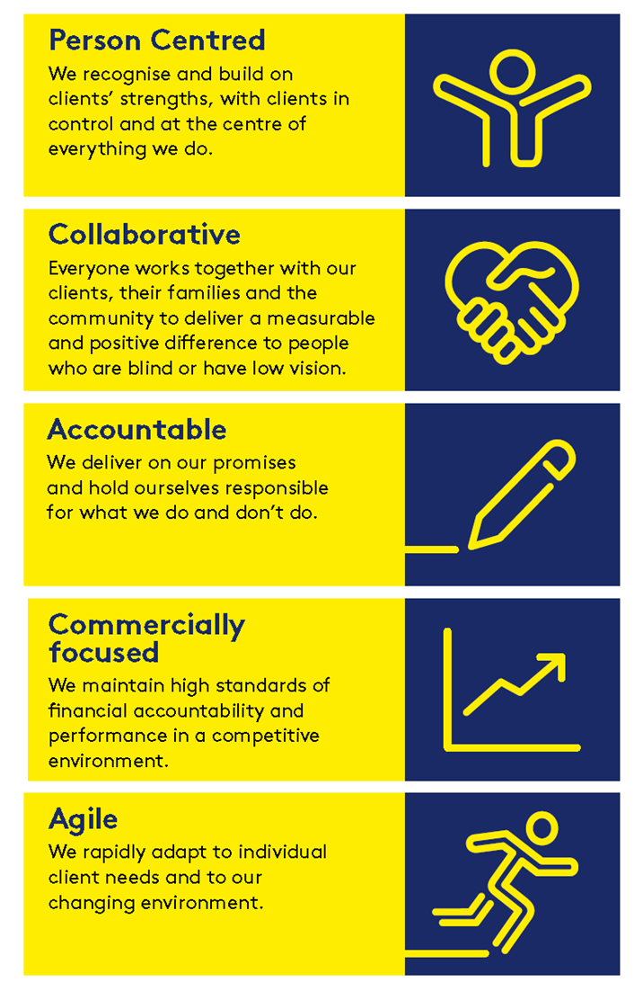 Person Centred
We recognise and build on
clients’ strengths, with clients in
control and at the centre of
everything we do.
Collaborative
Everyone works together with our
clients, their families and the
community to deliver a measurable
and positive difference to people
who are blind or have low vision.
Accountable
We deliver on our promises
and hold ourselves responsible
for what we do and don’t do.
Commercially
focused
We maintain high standards of
financial accountability and
performance in a competitive
environment.
Agile
We rapidly adapt to individual
client needs and to our
changing environment.